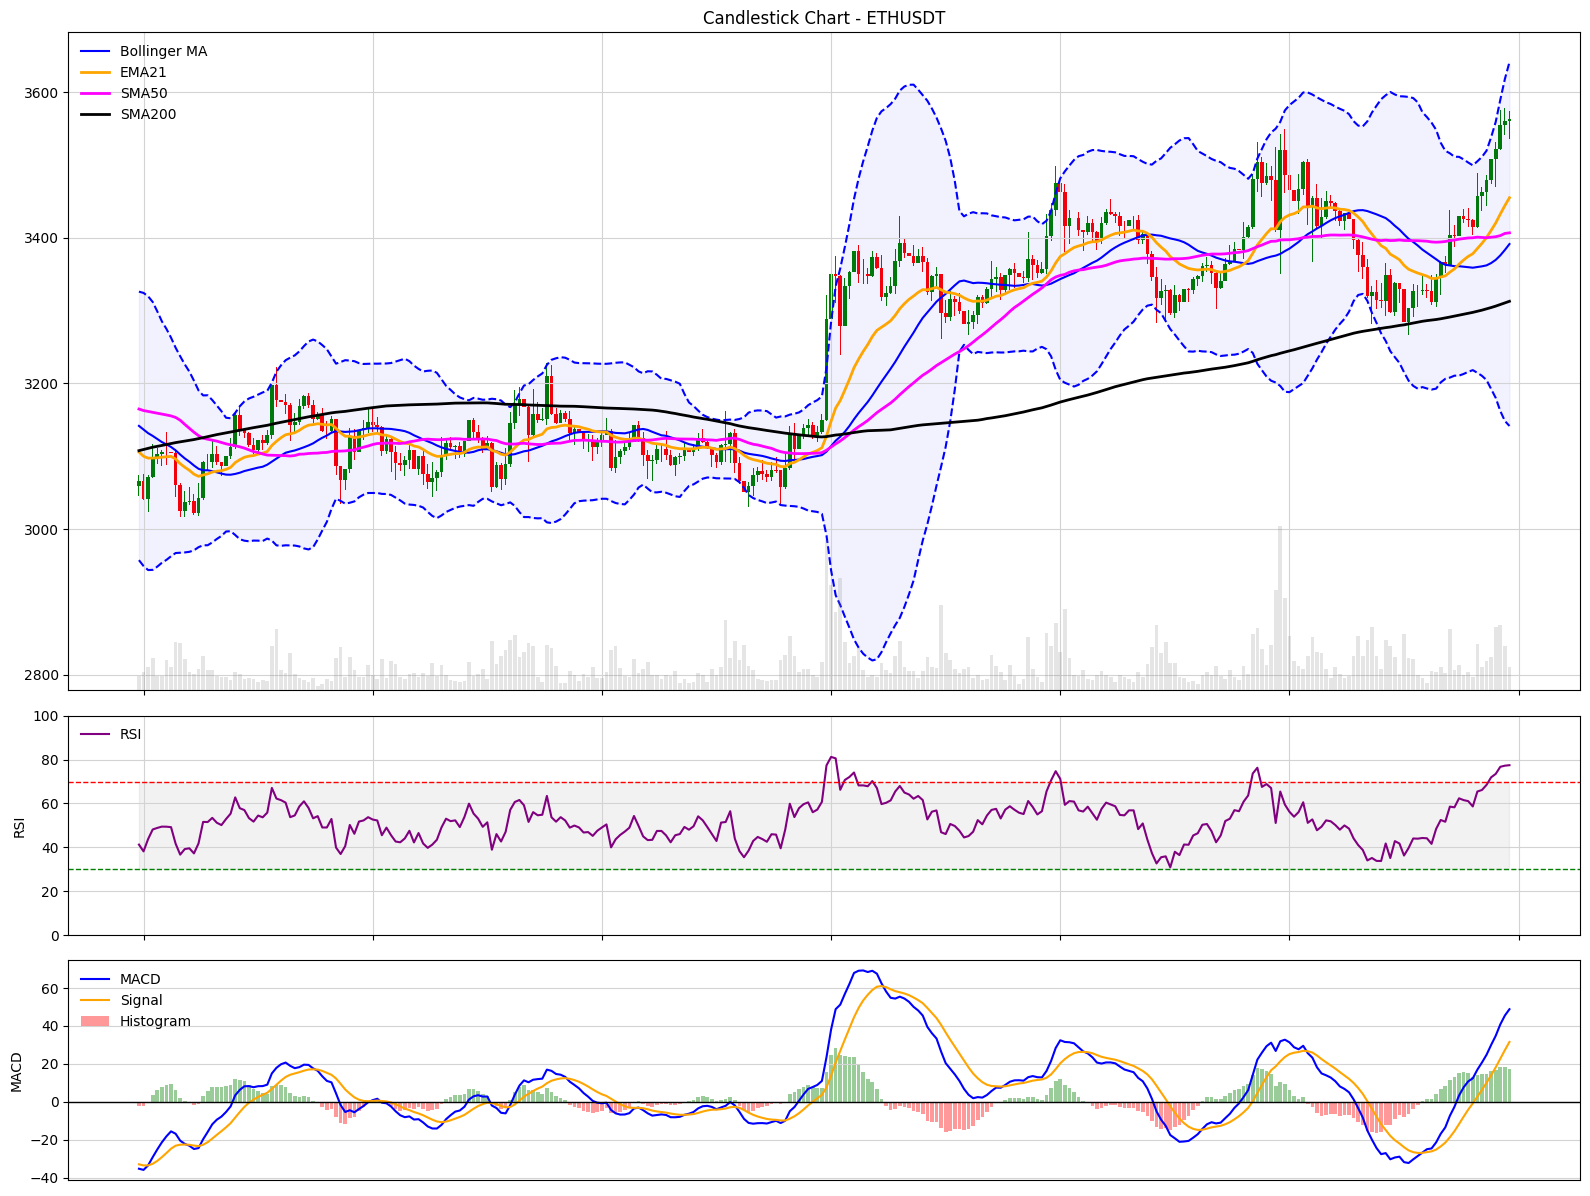 Candlestick Chart - ETHUSDT
Bollinger MA
EMA21
SMA50
SMA200
3600
3400
3200
3000
2800
RSI
100
80
60
40
20
0
RSI
MACD
Signal
Histogram
60
40
20
0
−20
−40
MACD